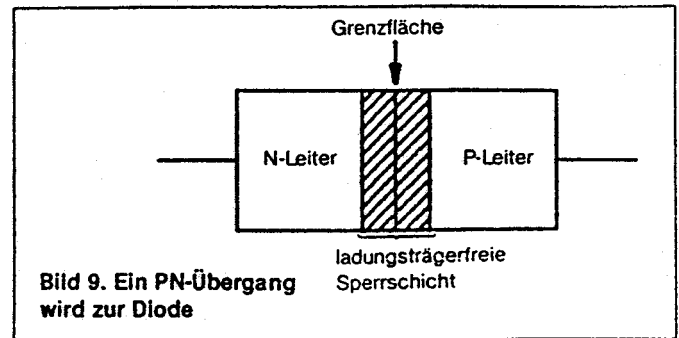 Grenzfläche
N-Leiter
P-Leiter
ladungsträgerfreie
Sperrschicht
Bild 9. Ein PN-Übergang
wird zur Diode